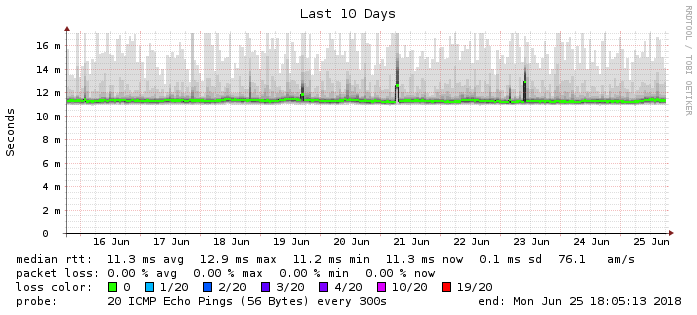 Last 10 Days
RRDTOOL / TOBI OETIKER
Seconds
16 m
14 m
12 m
10 m
8 m
6 m
4 m
2 m
0
16 Jun 17 Jun 18 Jun 19 Jun 20 Jun 21 Jun 22 Jun 23 Jun 24 Jun 25 Jun
median rtt: 11.3 ms avg 12.9 ms max 11.2 ms min 11.3 ms now 0.1 ms sd 76.1 am/s
packet loss: 0.00 % avg 0.00 % max 0.00 % min 0.00 % now
loss color: 0 1/20 2/20 3/20 4/20 10/20 19/20
probe: 20 ICMP Echo Pings (56 Bytes) every 300s end: Mon Jun 25 18:05:13 2018